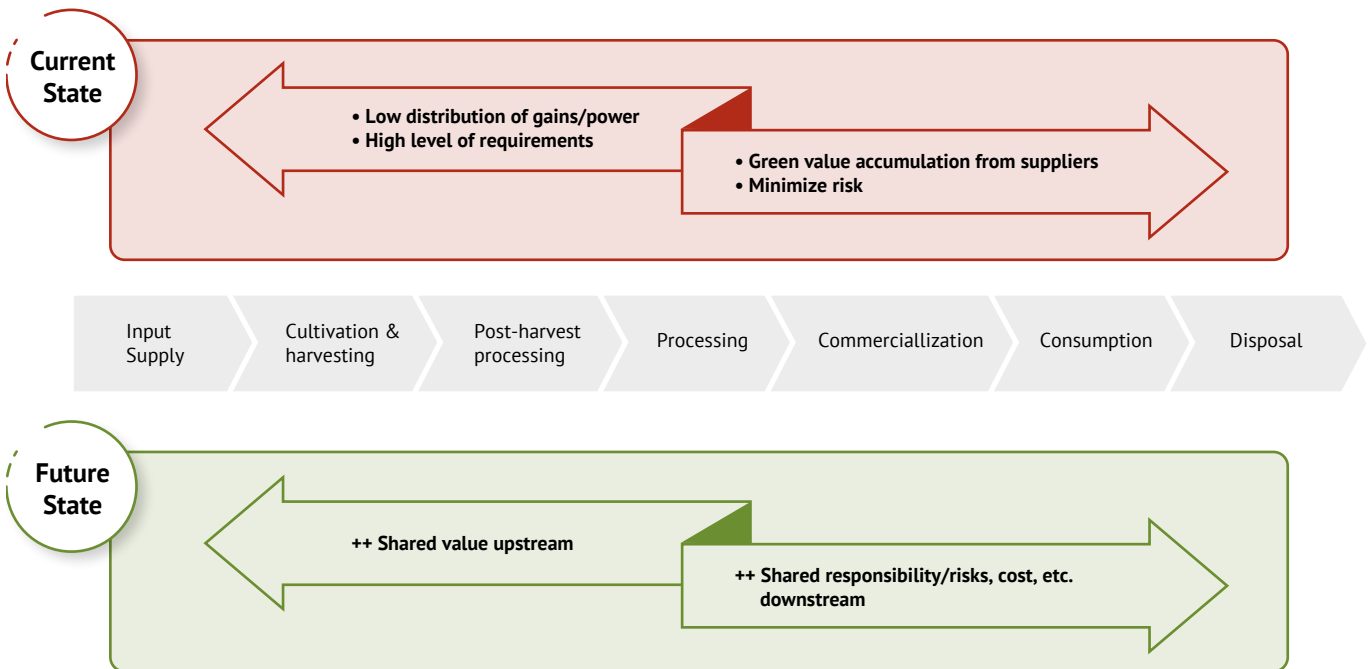 Current
State
• Low distribution of gains/power
• High level of requirements
• Green value accumulation from suppliers
• Minimize risk
Input
Supply
Cultivation &
harvesting
Post-harvest
processing
Processing
Commerciallization
Consumption
Disposal
Future
State
++ Shared value upstream
++ Shared responsibility/risks, cost, etc.
downstream